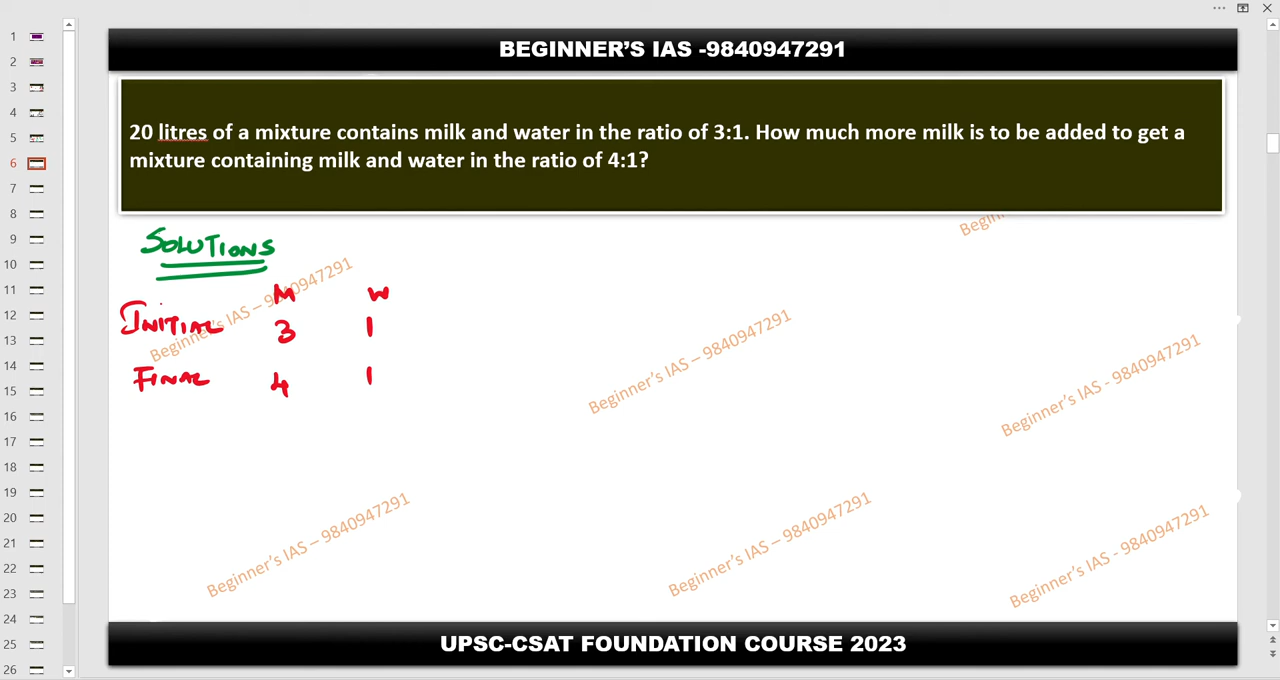 BEGINNER’S IAS -9840947291
20 litres of a mixture contains milk and water in the ratio of 3:1. How much more milk is to be added to get a
mixture containing milk and water in the ratio of 4:1?
Beginner’s IAS
SOLUTIONS
M W
INITIAL 3 1
FINAL 4 1
Beginner’s IAS – 9840947291
Beginner’s IAS – 9840947291
Beginner’s IAS - 9840947291
Beginner’s IAS – 9840947291
Beginner’s IAS – 9840947291
Beginner’s IAS - 9840947291
UPSC-CSAT FOUNDATION COURSE 2023
1
2
3
4
5
6
7
8
9
10
11
12
13
14
15
16
17
18
19
20
21
22
23
24
25
26